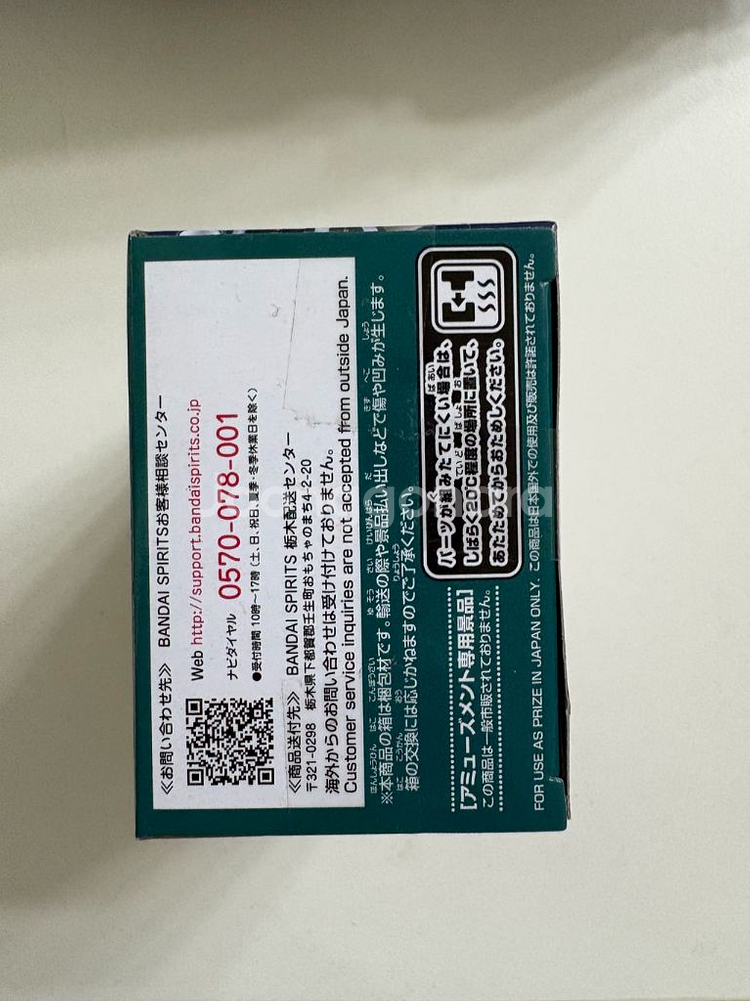 ≪お問い合わせ先≫ BANDAI SPIRITSお客様相談センター
Web http://support.bandaispirits.co.jp
ナビダイヤル 0570-078-001
●受付時間 10時～17時(土、日、祝日、夏季・冬季休業日を除く)
≪商品送付先≫ BANDAI SPIRITS 栃木配送センター
〒321-0298 栃木県下都賀郡壬生町おもちゃのまち4-2-20
海外からのお問い合わせは受け付けておりません。
Customer service inquiries are not accepted from outside Japan.
※本商品の箱は梱包材です。輸送の際や景品払い出しなどで傷や凹みが生じます。
箱の交換には応じかねますのでご了承ください。
パーツが組みたてにくい場合は、
しばらく20℃程度の場所に置いて、
あたためてからおためしください。
[アミューズメント専用景品]
この商品は一般市販されておりません。
FOR USE AS PRIZE IN JAPAN ONLY. この商品は日本国外での使用及び販売は許諾されておりません。